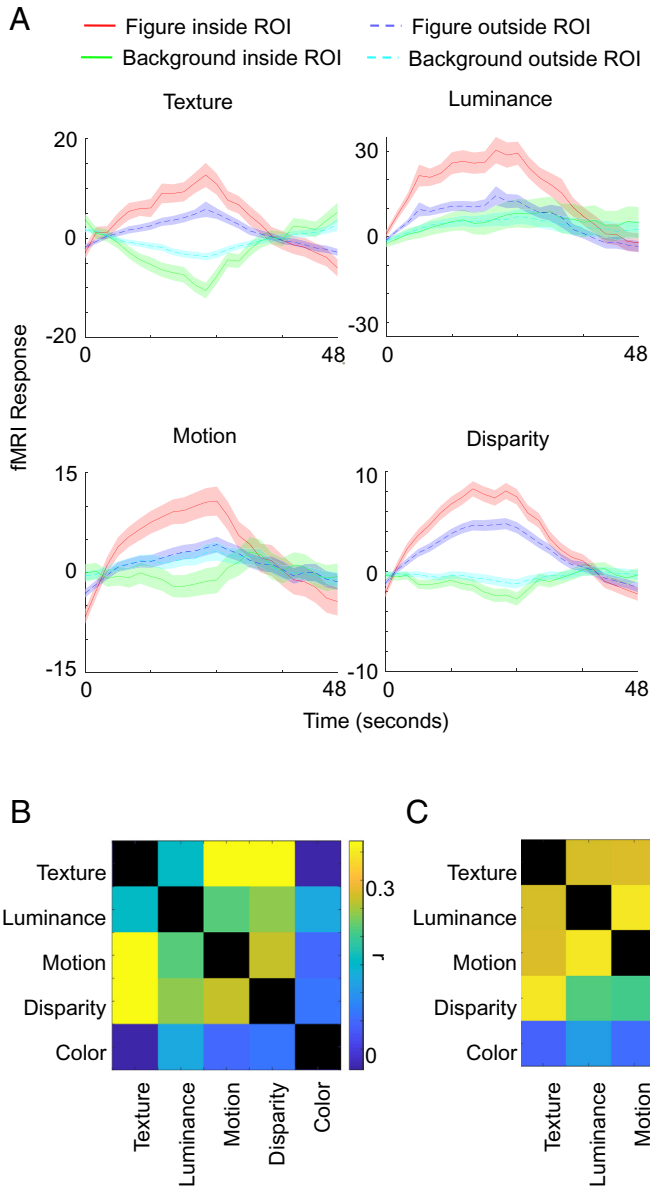 A
Figure inside ROI
Figure outside ROI
Background inside ROI
Background outside ROI
Texture
Luminance
20
0
-20
0
48
30
0
-30
0
48
fMRI Response
Motion
Disparity
15
0
-15
0
48
10
0
-10
0
48
Time (seconds)
B
Texture
Luminance
Motion
Disparity
Color
Texture
Luminance
Motion
Disparity
Color
0.3
r
0
C
Texture
Luminance
Motion
Disparity
Color
Texture
Luminance
Motion